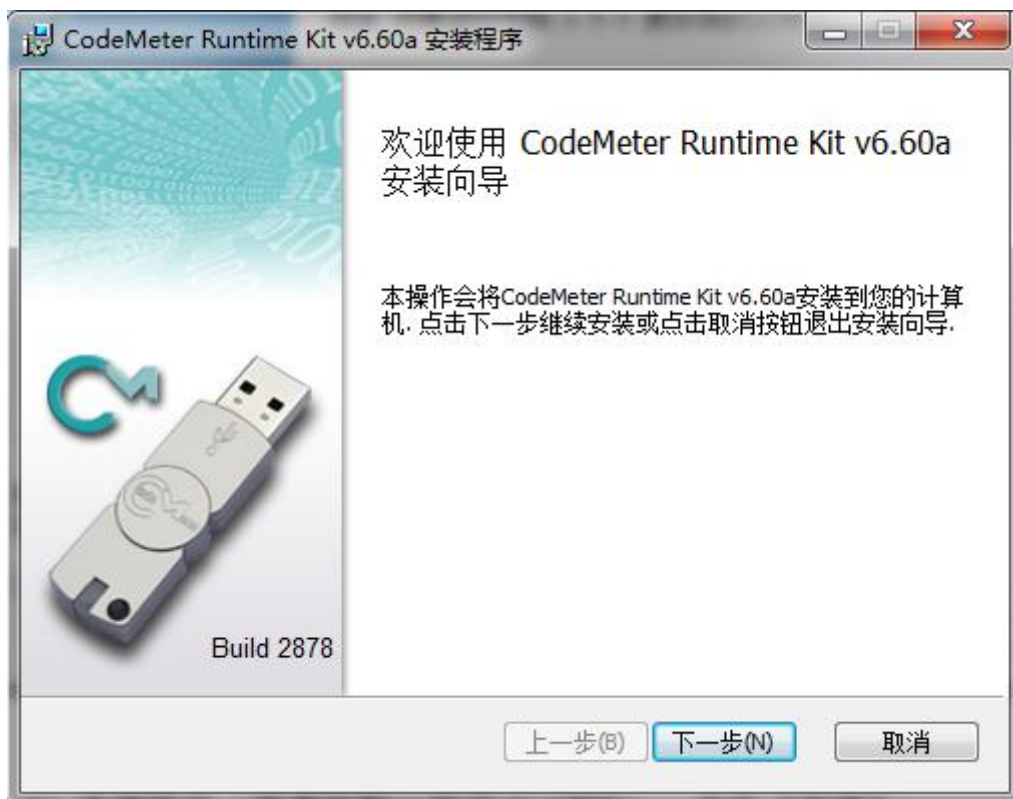 CodeMeter Runtime Kit v6.60a 安装程序
欢迎使用 CodeMeter Runtime Kit v6.60a
安装向导
本操作会将CodeMeter Runtime Kit v6.60a安装到您的计算
机. 点击下一步继续安装或点击取消按钮退出安装向导.
CM
Build 2878
上一步(B)
下一步(N)
取消